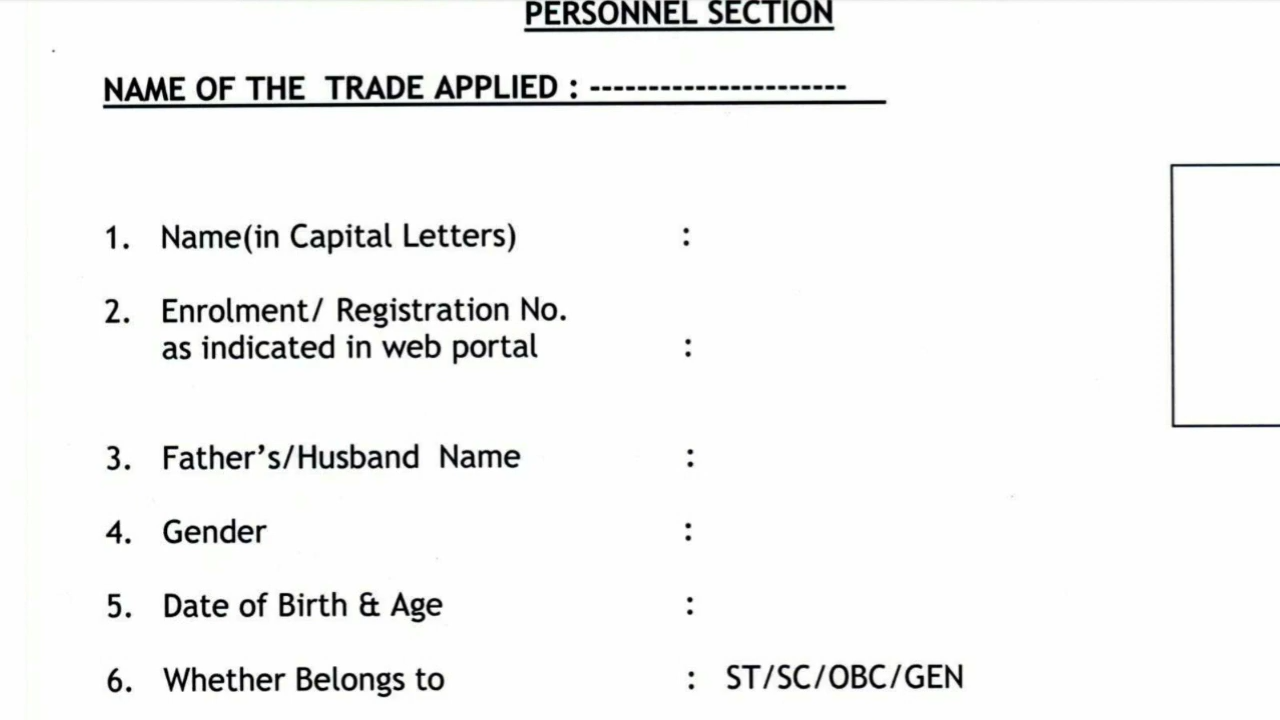 PERSONNEL SECTION
NAME OF THE TRADE APPLIED : ----------------------
1. Name(in Capital Letters) :
2. Enrolment/ Registration No.
as indicated in web portal :
3. Father's/Husband Name :
4. Gender :
5. Date of Birth & Age :
6. Whether Belongs to : ST/SC/OBC/GEN